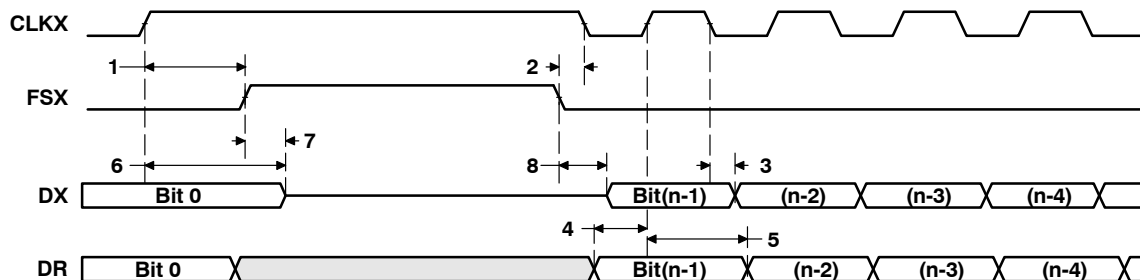 CLKX
1
2
FSX
7
6
8
3
DX
Bit 0
Bit(n-1)
(n-2)
(n-3)
(n-4)
4
5
DR
Bit 0
Bit(n-1)
(n-2)
(n-3)
(n-4)